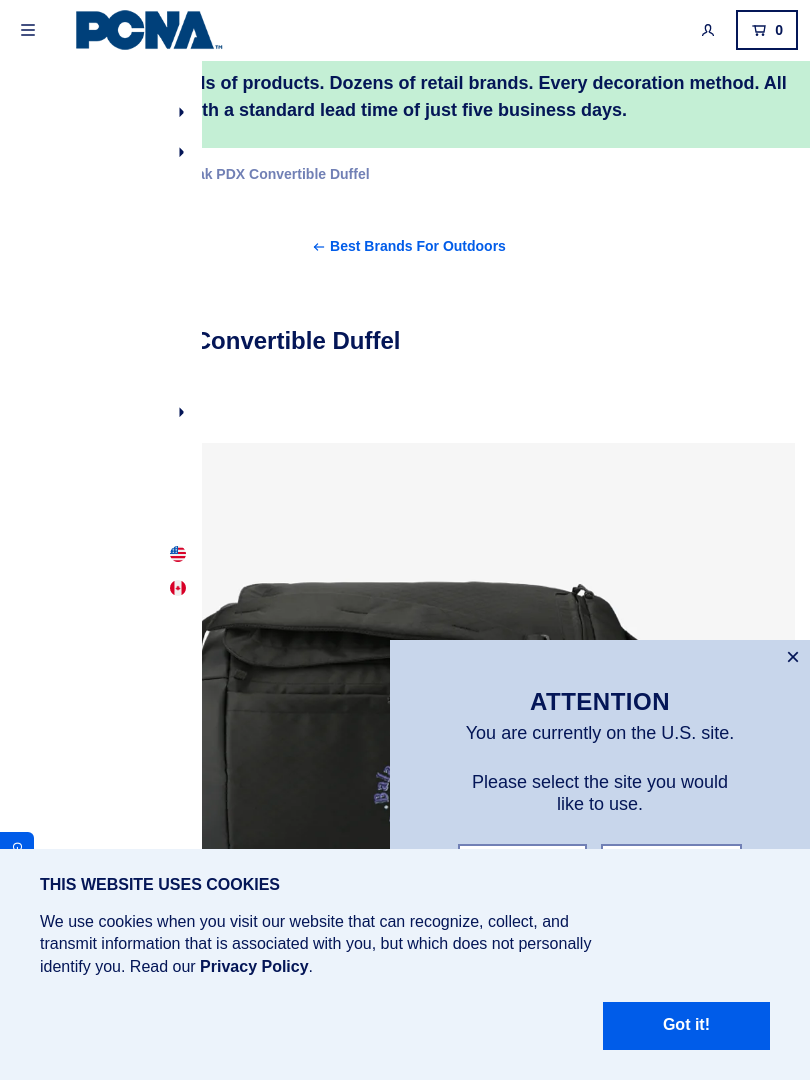 PCNA™
0
of products. Dozens of retail brands. Every decoration method. All
a standard lead time of just five business days.
PDX Convertible Duffel
Best Brands For Outdoors
Convertible Duffel
ATTENTION
You are currently on the U.S. site.
Please select the site you would
like to use.
THIS WEBSITE USES COOKIES
We use cookies when you visit our website that can recognize, collect, and
transmit information that is associated with you, but which does not personally
identify you. Read our Privacy Policy.
Got it!